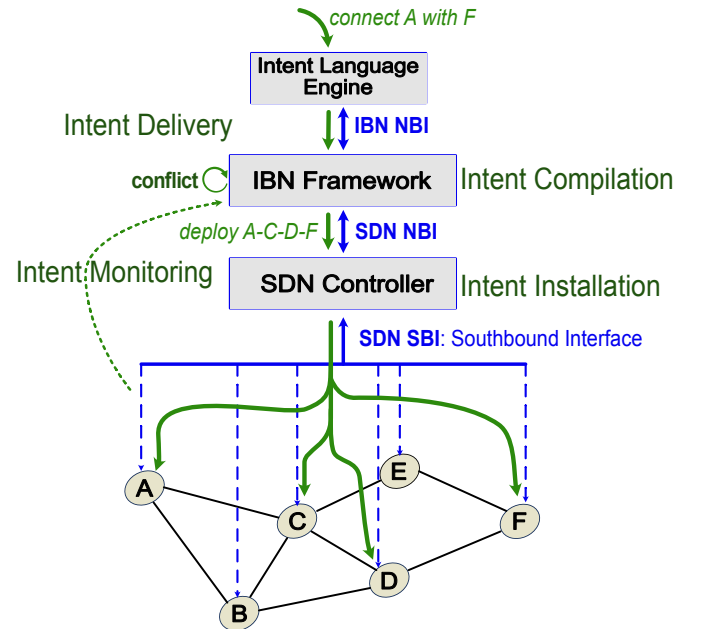 connect A with F
Intent Language
Engine
Intent Delivery
IBN NBI
conflict
IBN Framework
Intent Compilation
deploy A-C-D-F
SDN NBI
Intent Monitoring
SDN Controller
Intent Installation
SDN SBI: Southbound Interface
A
E
C
F
D
B